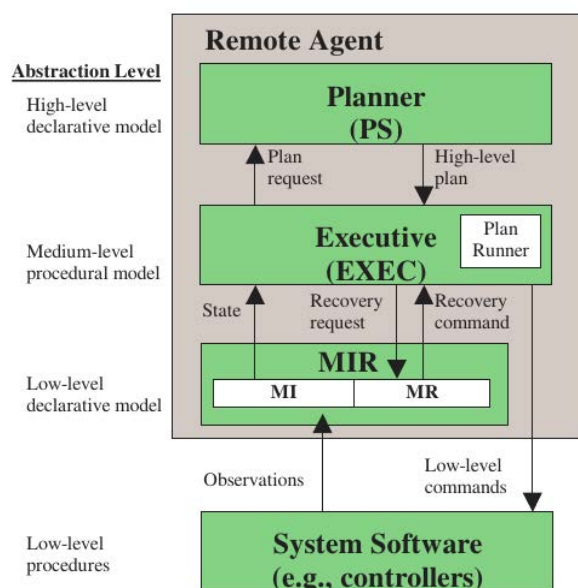 Remote Agent
Abstraction Level
High-level
declarative model
Planner
(PS)
Plan
request
High-level
plan
Medium-level
procedural model
Executive
(EXEC)
Plan
Runner
State
Recovery
request
Recovery
command
Low-level
declarative model
MIR
MI
MR
Observations
Low-level
commands
Low-level
procedures
System Software
(e.g., controllers)